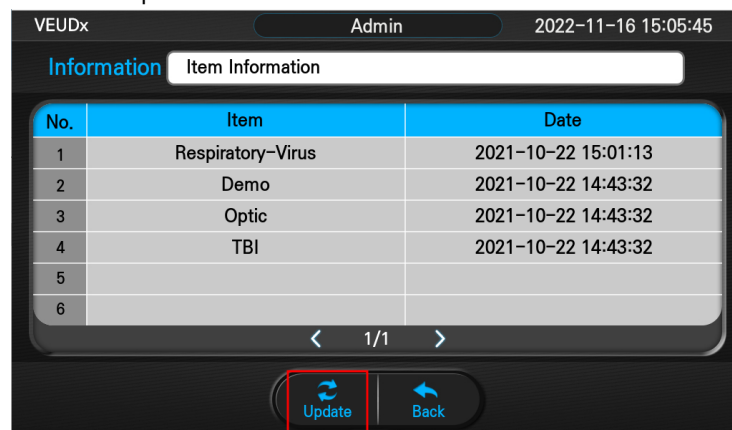 VEUDx Admin 2022-11-16 15:05:45
Information Item Information
No. Item Date
1 Respiratory-Virus 2021-10-22 15:01:13
2 Demo 2021-10-22 14:43:32
3 Optic 2021-10-22 14:43:32
4 TBI 2021-10-22 14:43:32
5
6
< 1/1 >
Update Back